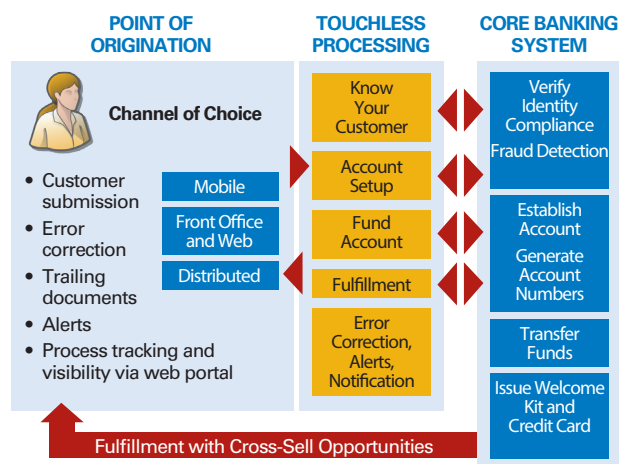 POINT OF
ORIGINATION
Channel of Choice
• Customer
submission
• Error
correction
• Trailing
documents
• Alerts
• Process tracking and
visibility via web portal
Mobile
Front Office
and Web
Distributed
TOUCHLESS
PROCESSING
Know
Your
Customer
Account
Setup
Fund
Account
Fulfillment
Error
Correction,
Alerts,
Notification
CORE BANKING
SYSTEM
Verify
Identity
Compliance
Fraud Detection
Establish
Account
Generate
Account
Numbers
Transfer
Funds
Issue Welcome
Kit and
Credit Card
Fulfillment with Cross-Sell Opportunities